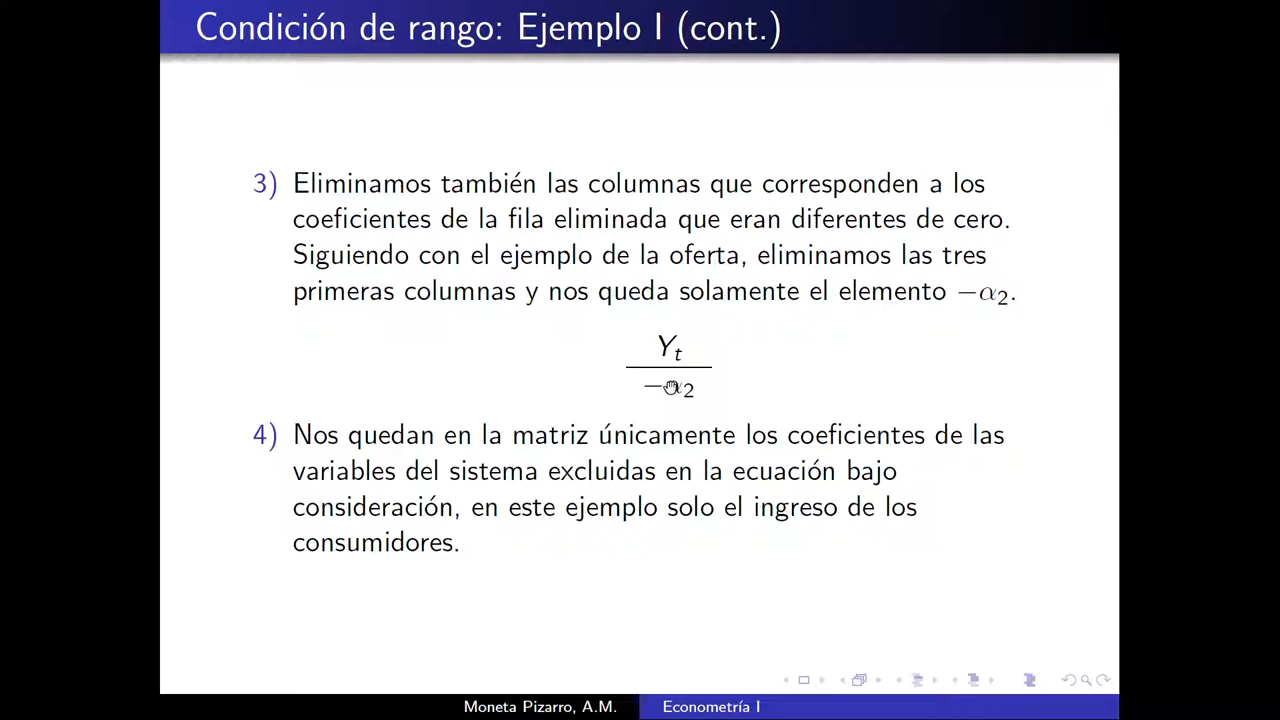 Condición de rango: Ejemplo I (cont.)
3) Eliminamos también las columnas que corresponden a los
coeficientes de la fila eliminada que eran diferentes de cero.
Siguiendo con el ejemplo de la oferta, eliminamos las tres
primeras columnas y nos queda solamente el elemento −α₂.
Yₜ
−α₂
4) Nos quedan en la matriz únicamente los coeficientes de las
variables del sistema excluidas en la ecuación bajo
consideración, en este ejemplo solo el ingreso de los
consumidores.
Moneta Pizarro, A.M. Econometría I